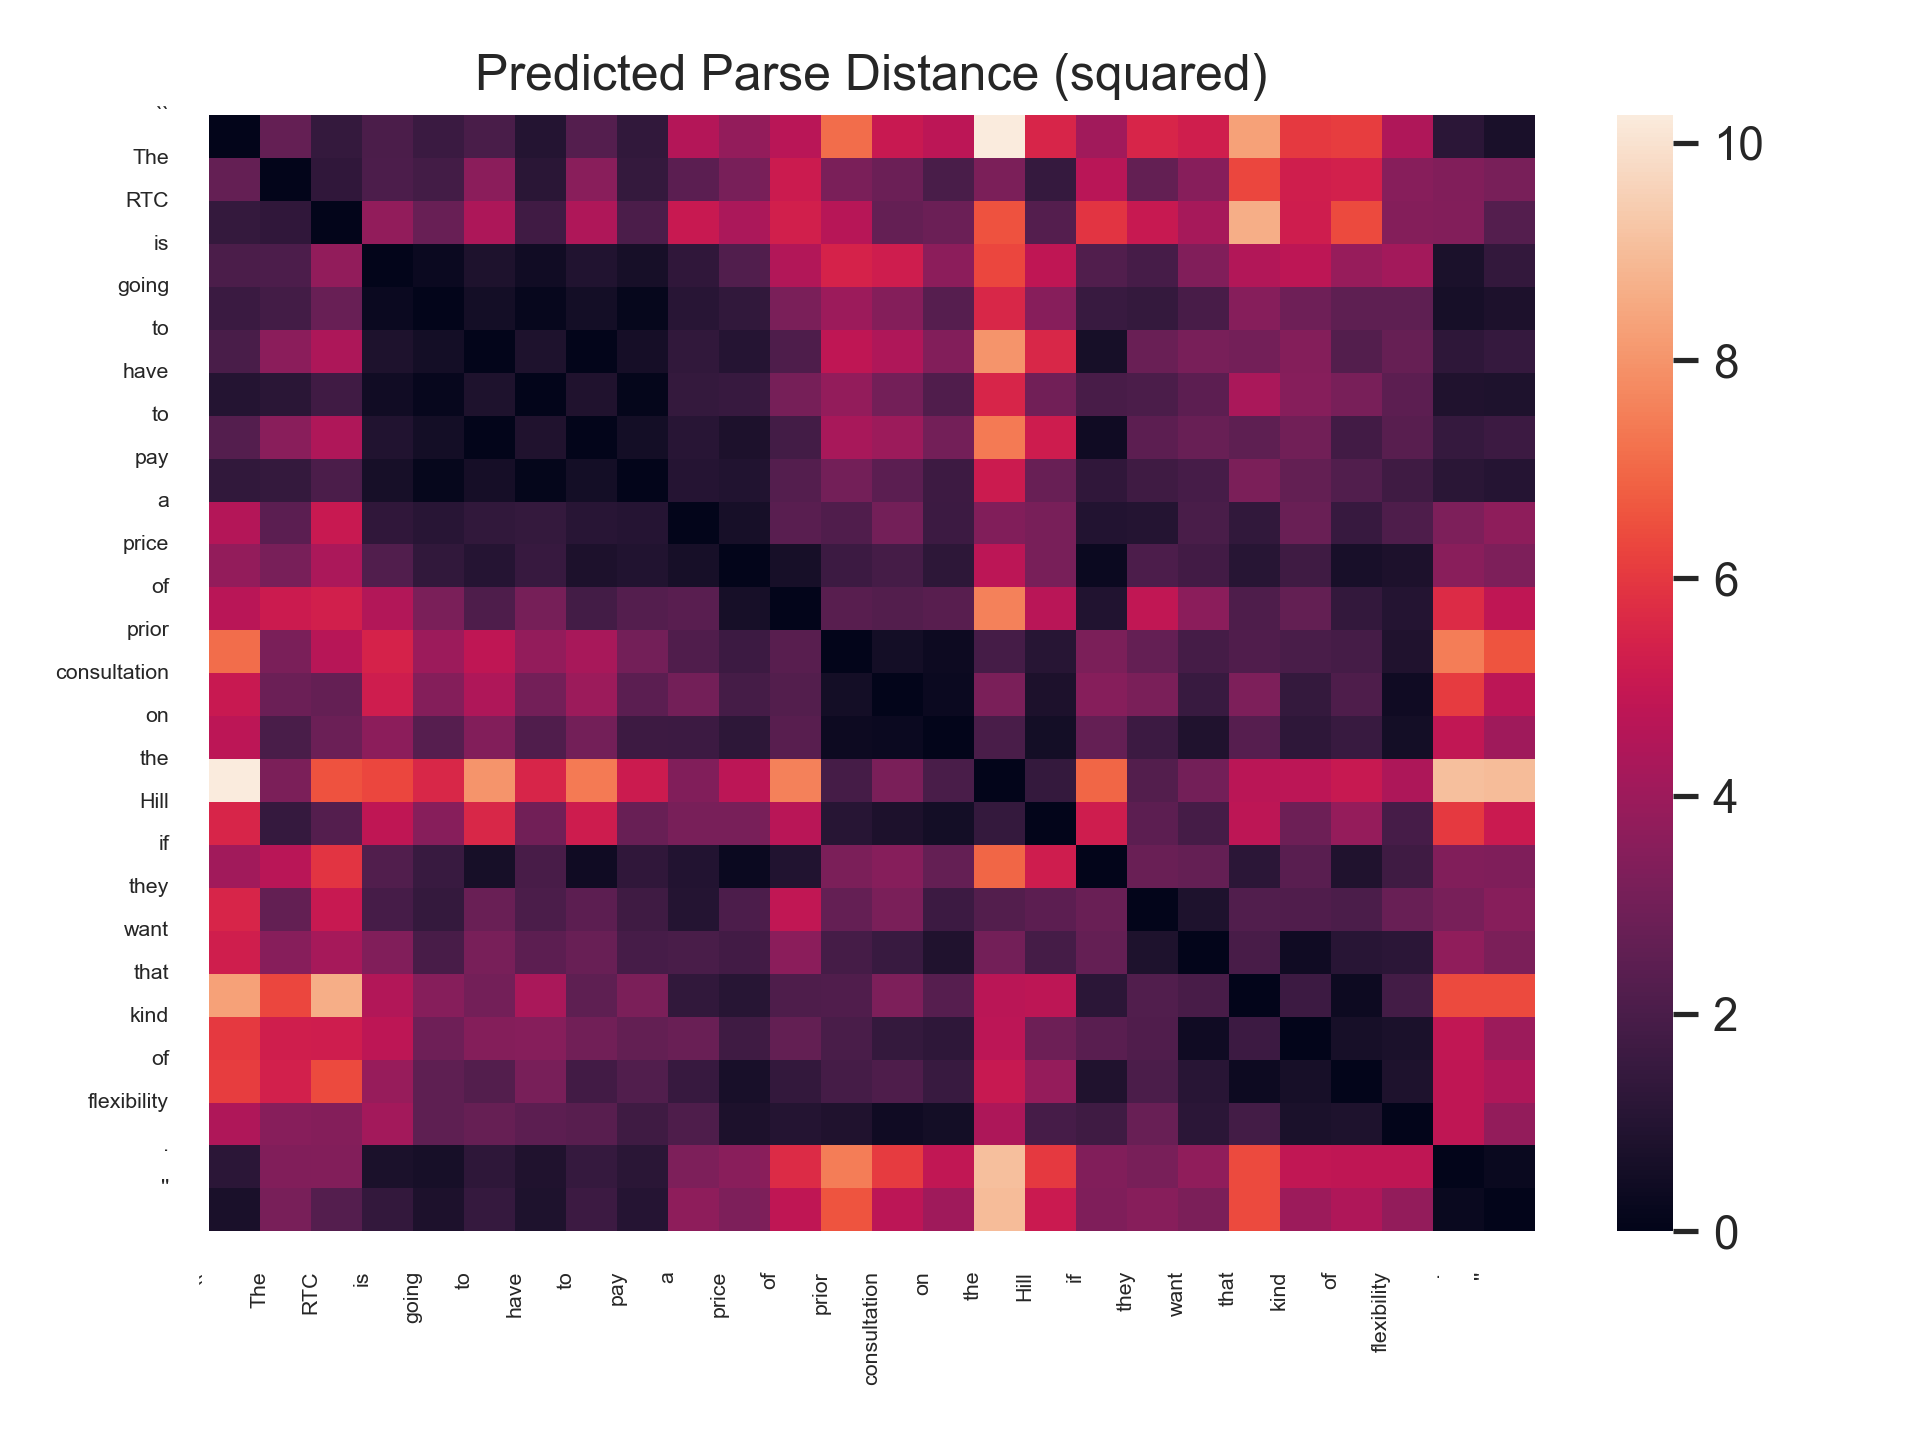 Predicted Parse Distance (squared)
``
The
RTC
is
going
to
have
to
pay
a
price
of
prior
consultation
on
the
Hill
if
they
want
that
kind
of
flexibility
.
''
10
8
6
4
2
0
``
The
RTC
is
going
to
have
to
pay
a
price
of
prior
consultation
on
the
Hill
if
they
want
that
kind
of
flexibility
.
''